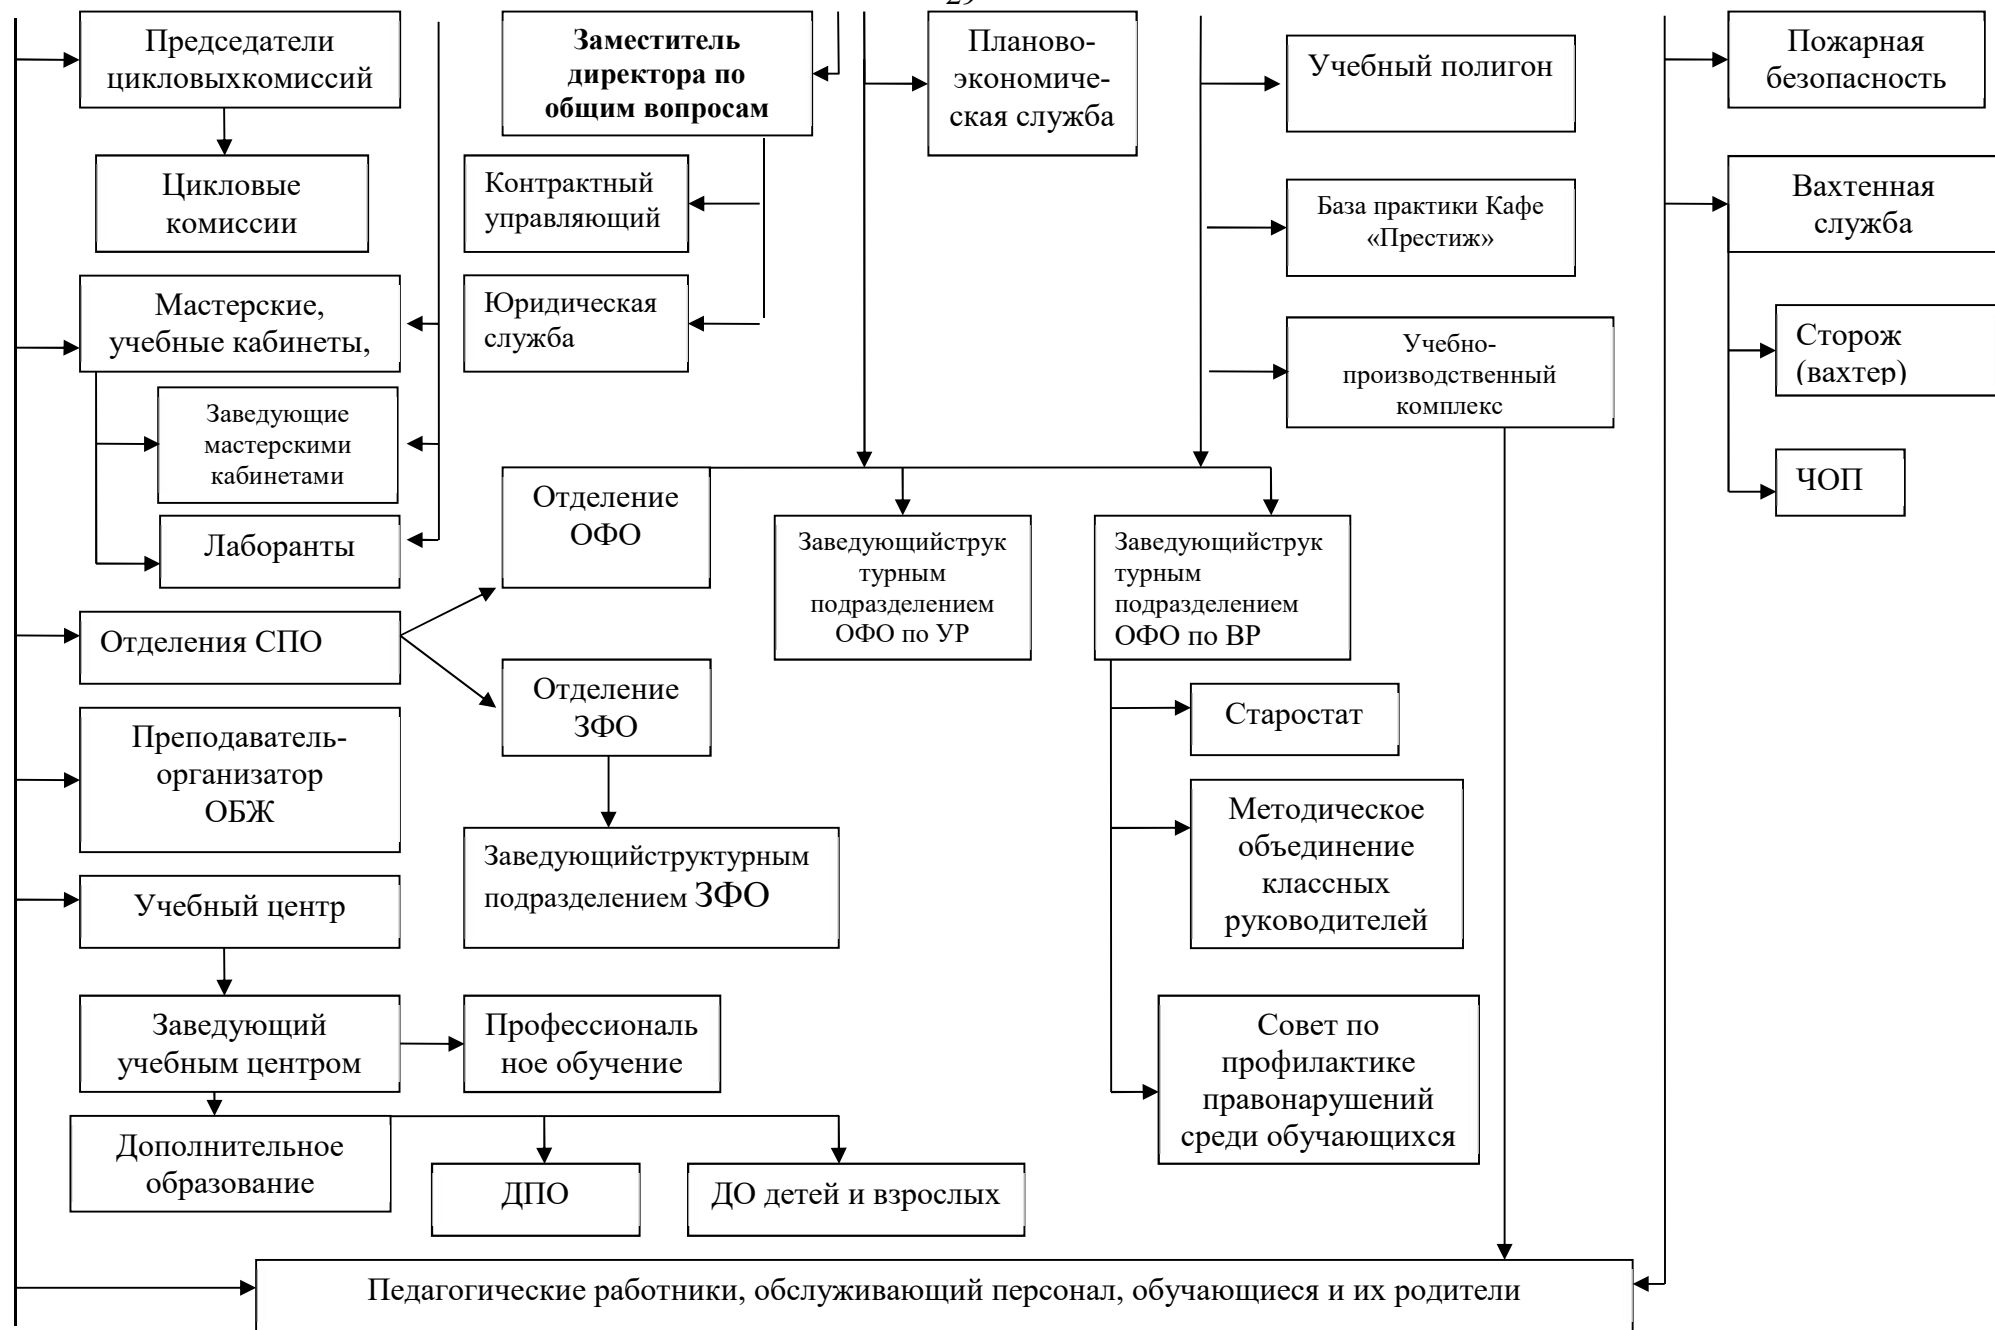 29
Председатели
цикловыхкомиссий
Заместитель
директора по
общим вопросам
Планово-
экономиче-
ская служба
Учебный полигон
Пожарная
безопасность
Цикловые
комиссии
Контрактный
управляющий
База практики Кафе
«Престиж»
Вахтенная
служба
Мастерские,
учебные кабинеты,
Юридическая
служба
Учебно-
производственный
комплекс
Сторож
(вахтер)
Заведующие
мастерскими
кабинетами
Отделение
ОФО
ЧОП
Лаборанты
Заведующийструк
турным
подразделением
ОФО по УР
Заведующийструк
турным
подразделением
ОФО по ВР
Отделения СПО
Отделение
ЗФО
Старостат
Преподаватель-
организатор
ОБЖ
Методическое
объединение
классных
руководителей
Заведующийструктурным
подразделением ЗФО
Учебный центр
Заведующий
учебным центром
Профессиональ
ное обучение
Совет по
профилактике
правонарушений
среди обучающихся
Дополнительное
образование
ДПО
ДО детей и взрослых
Педагогические работники, обслуживающий персонал, обучающиеся и их родители